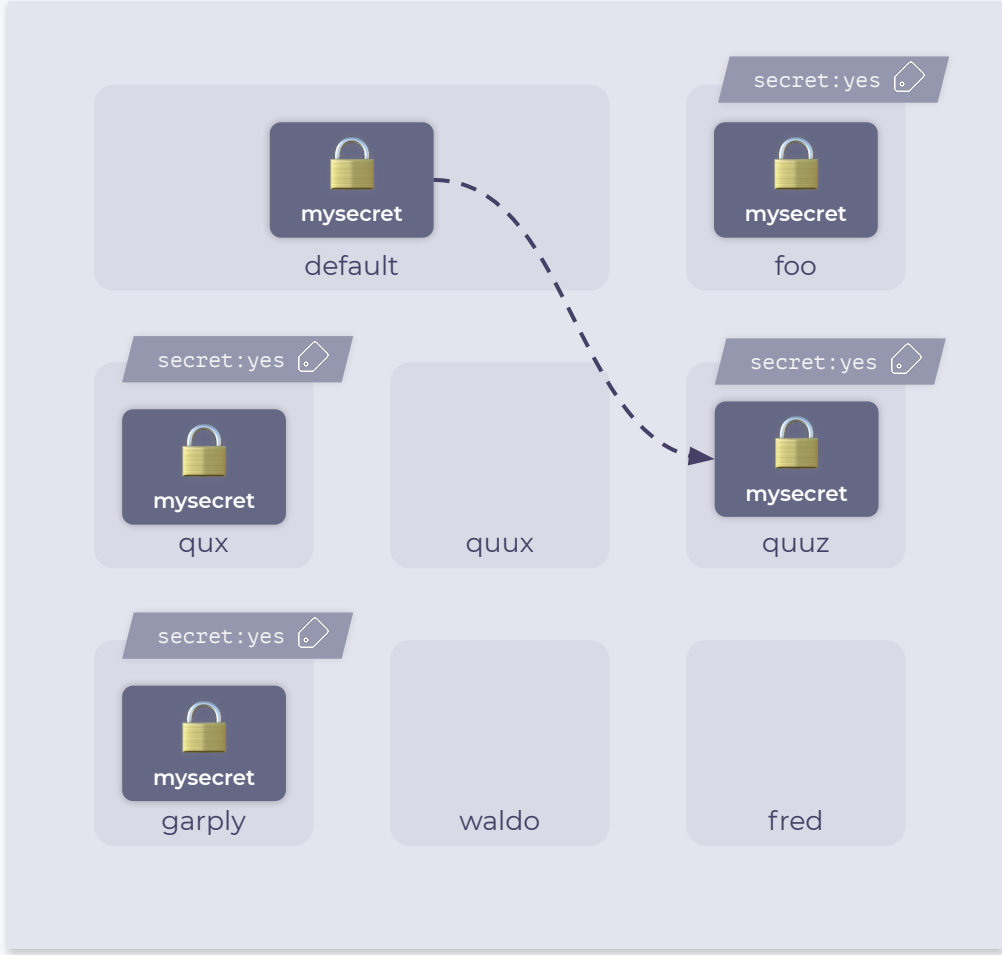 secret:yes
mysecret
default
mysecret
foo
secret:yes
secret:yes
mysecret
qux
quux
mysecret
quuz
secret:yes
mysecret
garply
waldo
fred